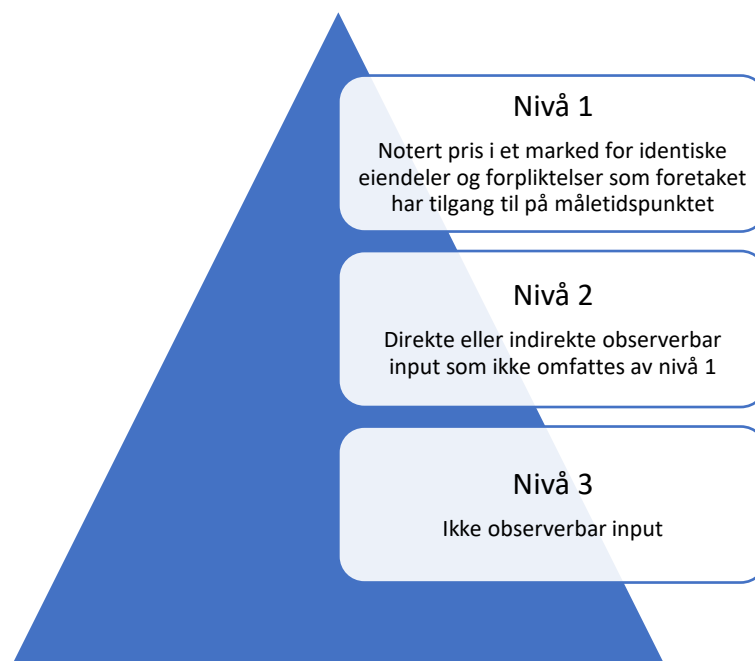 Nivå 1
Notert pris i et marked for identiske
eiendeler og forpliktelser som foretaket
har tilgang til på måletidspunktet
Nivå 2
Direkte eller indirekte observerbar
input som ikke omfattes av nivå 1
Nivå 3
Ikke observerbar input